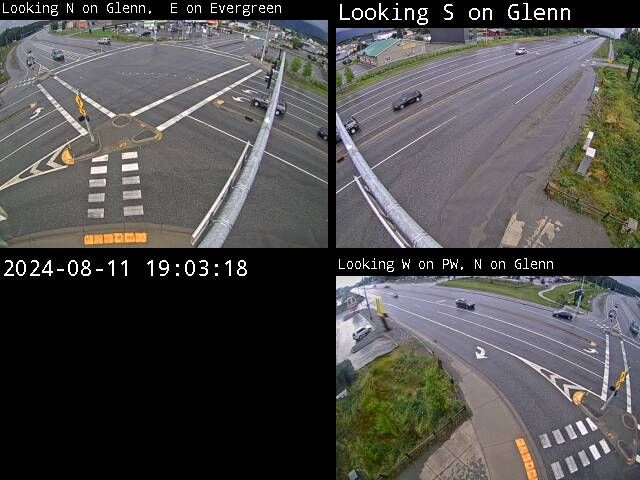 Looking N on Glenn,  E on Evergreen
Looking S on Glenn
2024-08-11 19:03:18
Looking W on PW, N on Glenn